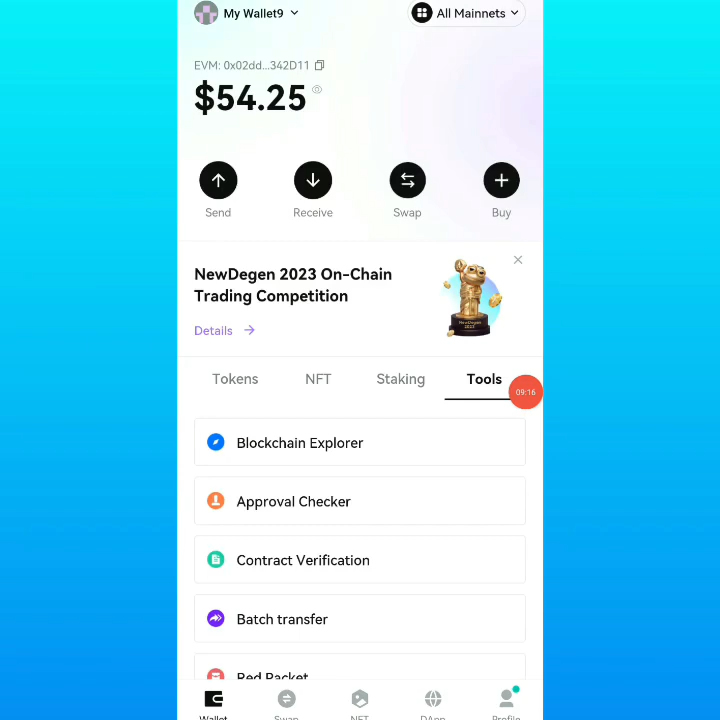 My Wallet9
All Mainnets
EVM: 0x02dd...342D11
$54.25
Send
Receive
Swap
Buy
NewDegen 2023 On-Chain
Trading Competition
Details
NewDegen
2023
Tokens
NFT
Staking
Tools
09:16
Blockchain Explorer
Approval Checker
Contract Verification
Batch transfer
Red Packet
Wallet
Swap
NFT
DApp
Profile